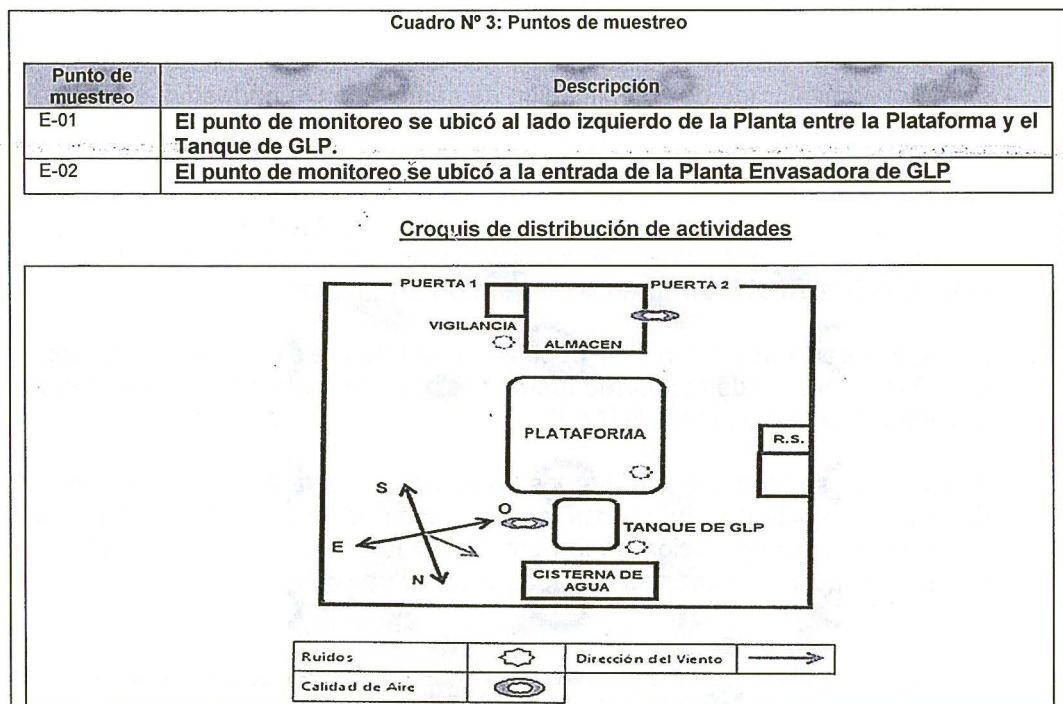 Cuadro Nº 3: Puntos de muestreo
Punto de muestreo
Descripción
E-01
El punto de monitoreo se ubicó al lado izquierdo de la Planta entre la Plataforma y el
Tanque de GLP.
E-02
El punto de monitoreo se ubicó a la entrada de la Planta Envasadora de GLP
Croquis de distribución de actividades
PUERTA 1
PUERTA 2
VIGILANCIA
ALMACEN
PLATAFORMA
R.S.
S
O
E
N
TANQUE DE GLP
CISTERNA DE
AGUA
Ruidos
Dirección del Viento
Calidad de Aire